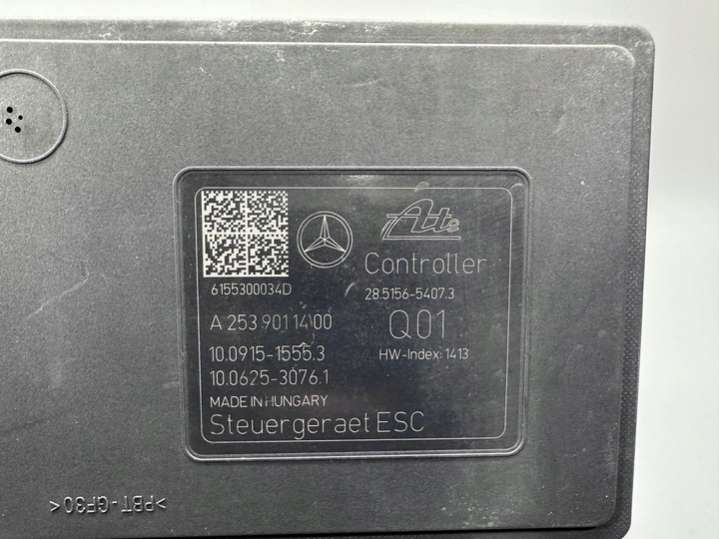 Ate
Controller
6155300034D
28.5156-5407.3
A 253 901 14 00
Q01
10.0915-1555.3
HW-Index: 1413
10.0625-3076.1
MADE IN HUNGARY
Steuergeraet ESC
>PBT-GF30<